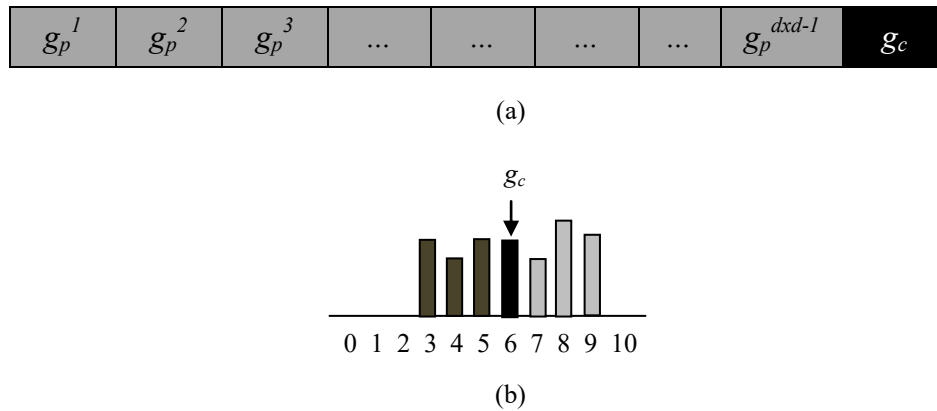 g_p^1 g_p^2 g_p^3 ... ... ... ... g_p^{dxd-1} g_c
(a)
g_c
0 1 2 3 4 5 6 7 8 9 10
(b)